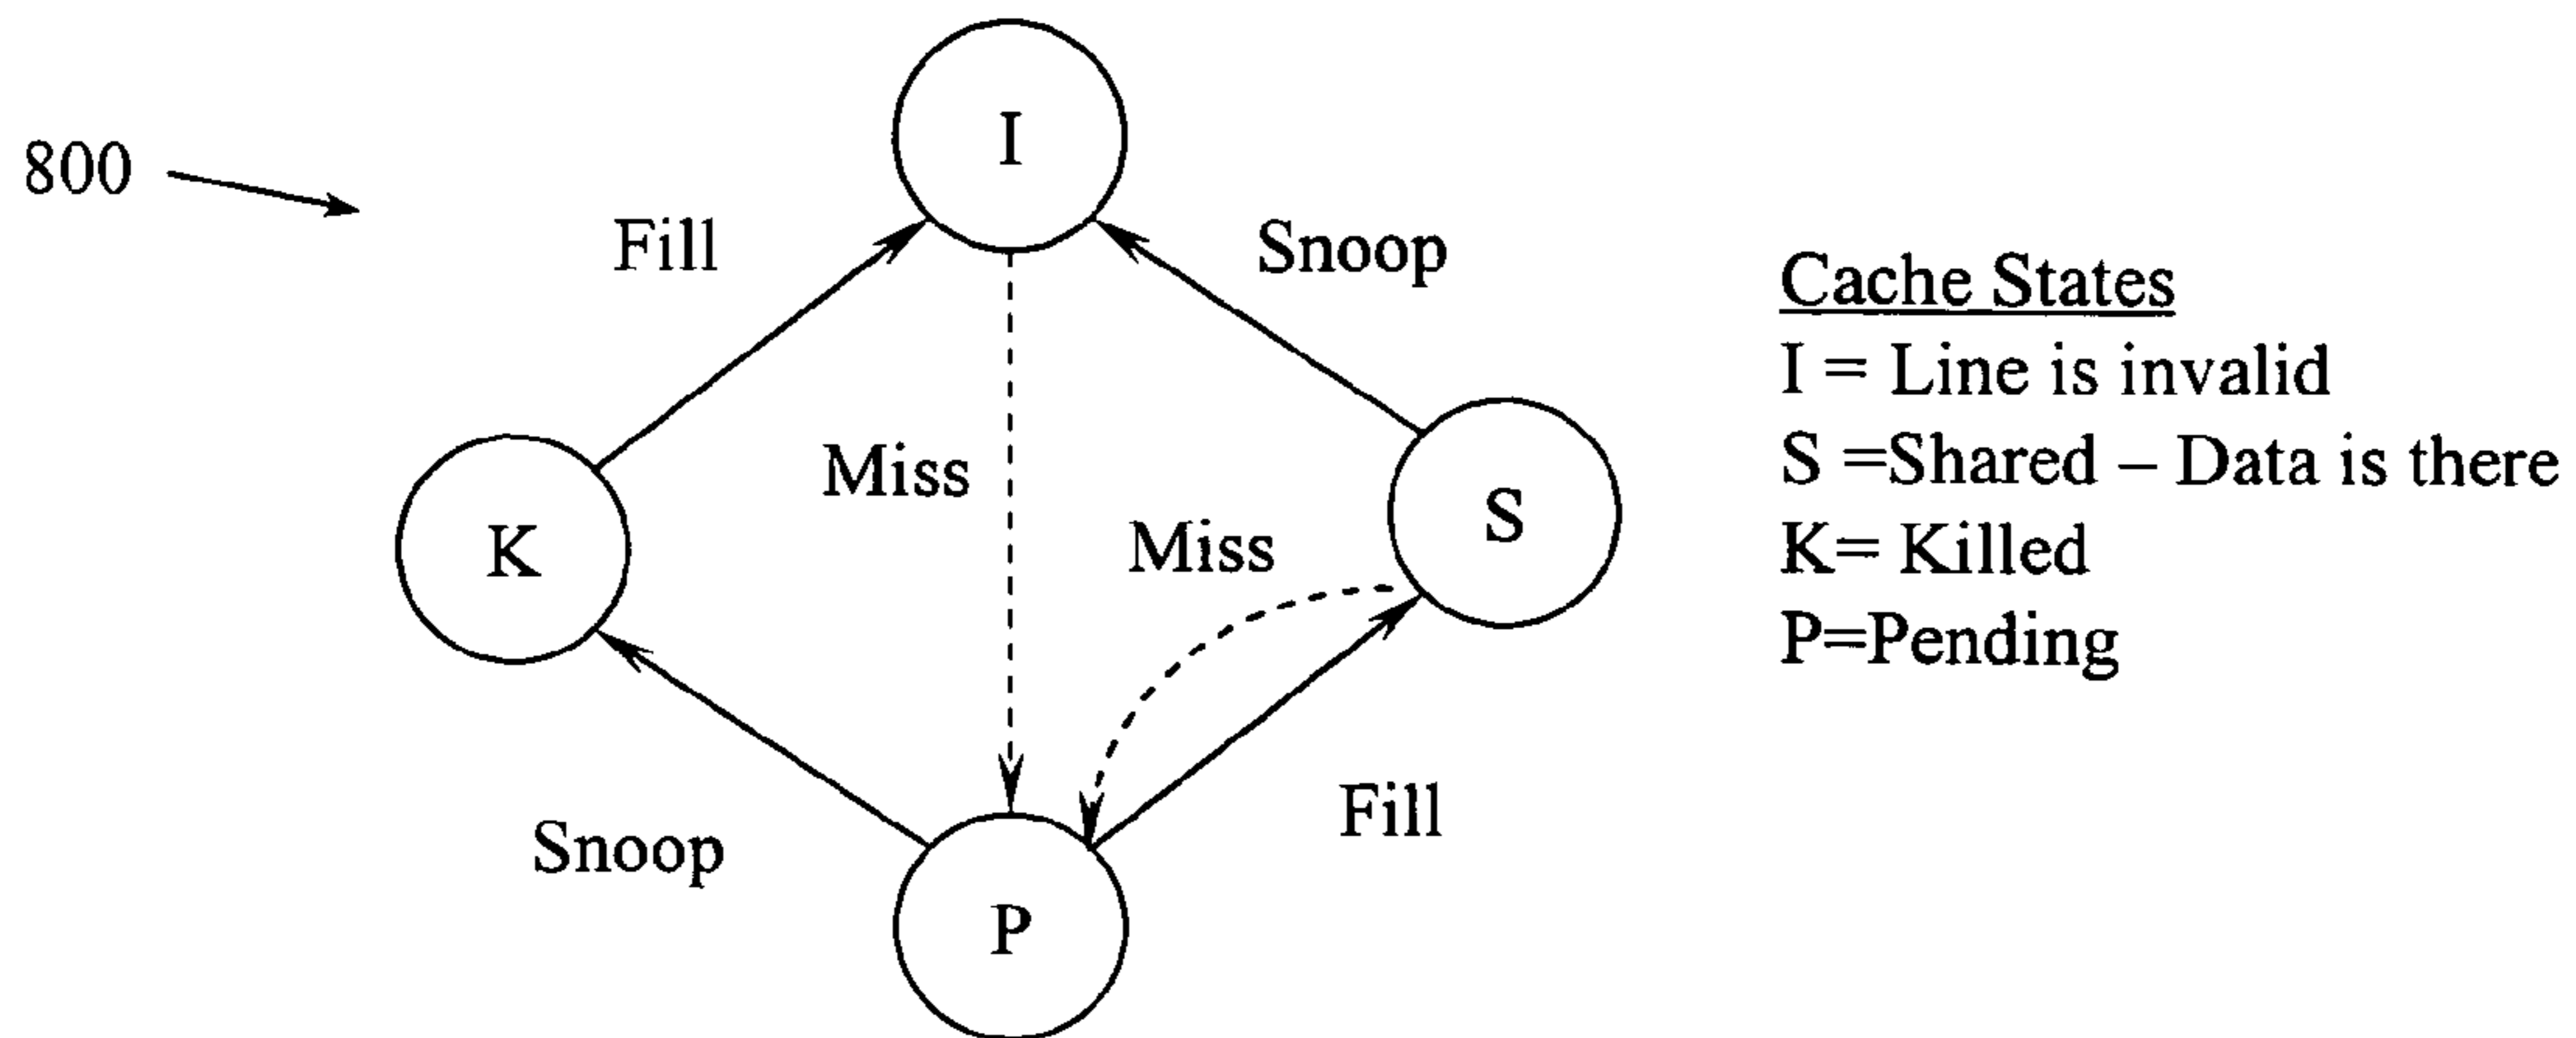 I
800
Fill
Snoop
Miss
Miss
K
S
Snoop
Fill
P
Cache States
I = Line is invalid
S =Shared – Data is there
K= Killed
P=Pending